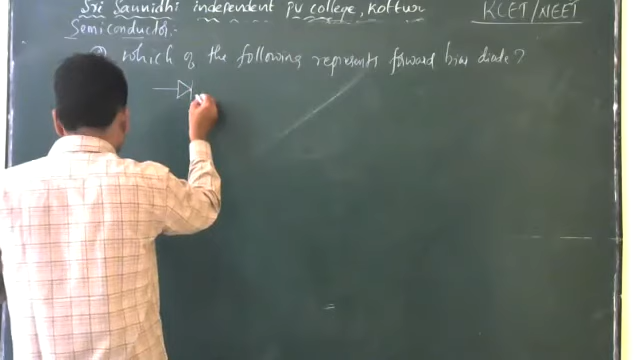 Sri Sannidhi independent PU college, Kottur KCET/NEET
Semiconductor:-
which of the following represents forward bias diode?